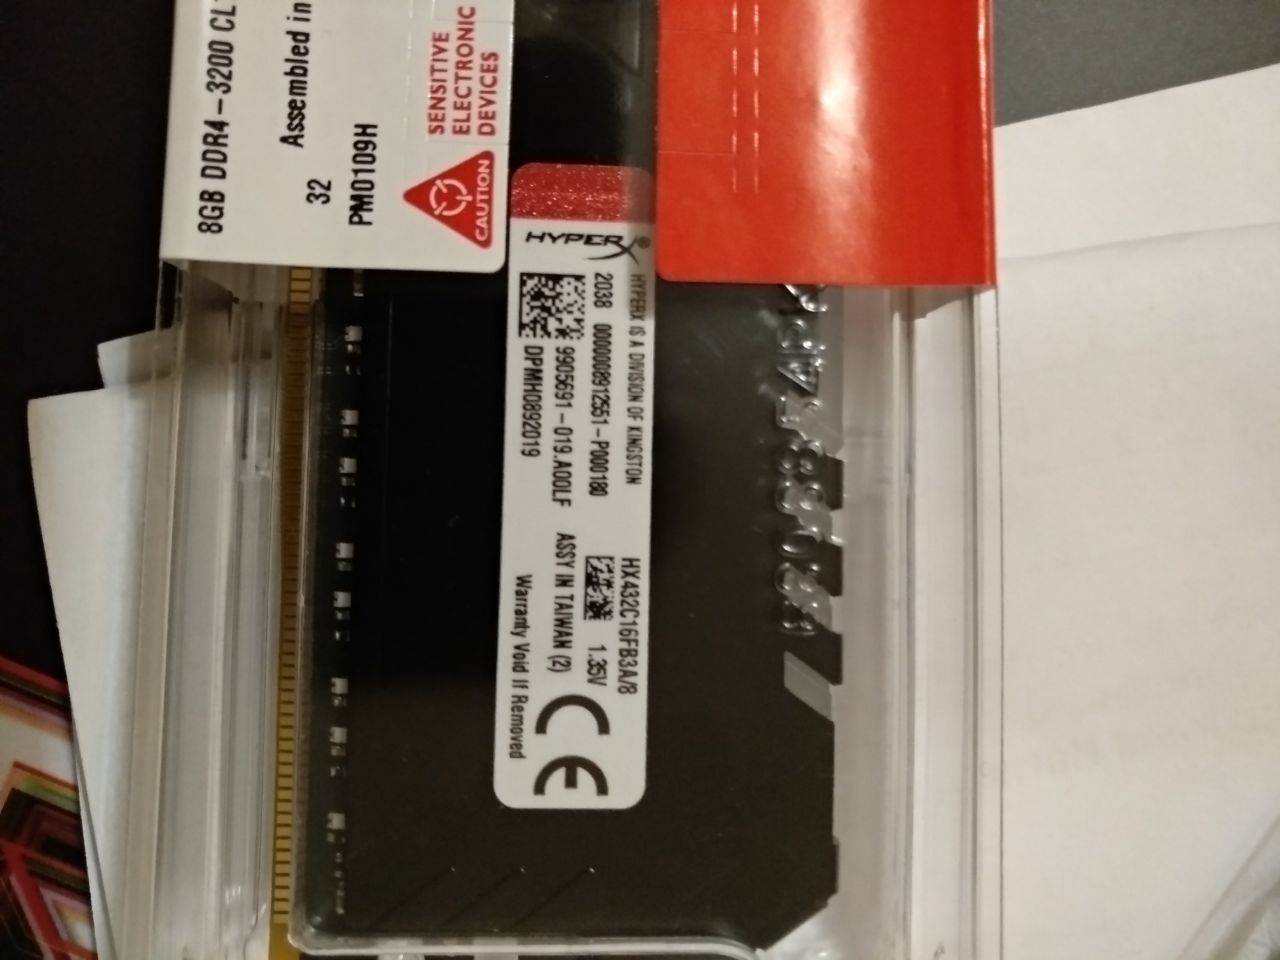 8GB DDR4-3200 CL
Assembled in
32
PM0109H
SENSITIVE
ELECTRONIC
DEVICES
CAUTION
HYPERX®
HYPERX IS A DIVISION OF KINGSTON
HX432C16FB3A/8
2038 0000008912551-P000180
1.35V
9905691-019.A00LF
ASSY IN TAIWAN (2)
DPMH0892019
Warranty Void If Removed
CE